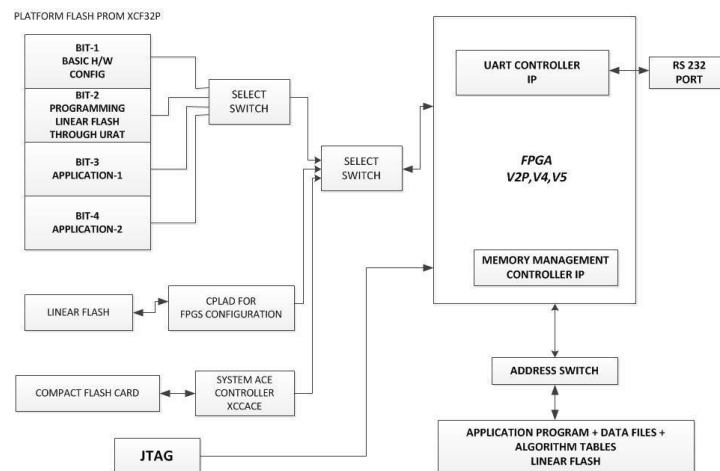 PLATFORM FLASH PROM XCF32P
BIT-1
BASIC H/W
CONFIG
BIT-2
PROGRAMMING
LINEAR FLASH
THROUGH URAT
BIT-3
APPLICATION-1
BIT-4
APPLICATION-2
SELECT
SWITCH
SELECT
SWITCH
UART CONTROLLER
IP
RS 232
PORT
FPGA
V2P,V4,V5
MEMORY MANAGEMENT
CONTROLLER IP
LINEAR FLASH
CPLAD FOR
FPGS CONFIGURATION
COMPACT FLASH CARD
SYSTEM ACE
CONTROLLER
XCCACE
JTAG
ADDRESS SWITCH
APPLICATION PROGRAM + DATA FILES +
ALGORITHM TABLES
LINEAR FLASH